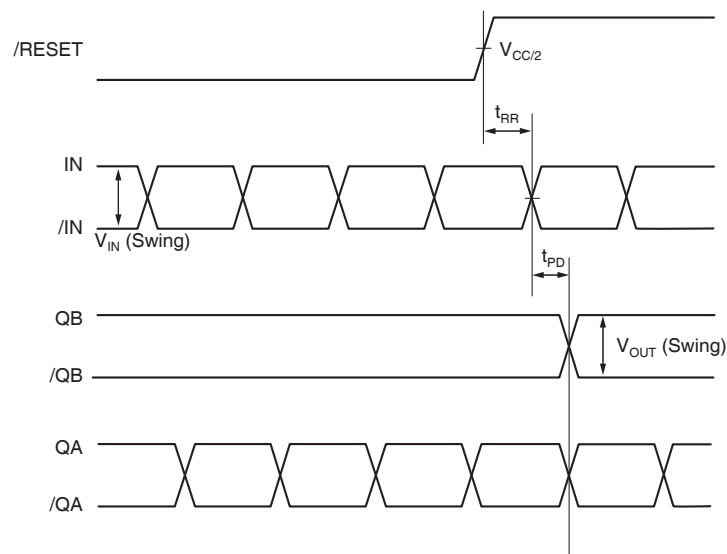 /RESET
VCC/2
tRR
IN
/IN
VIN (Swing)
tPD
QB
/QB
VOUT (Swing)
QA
/QA